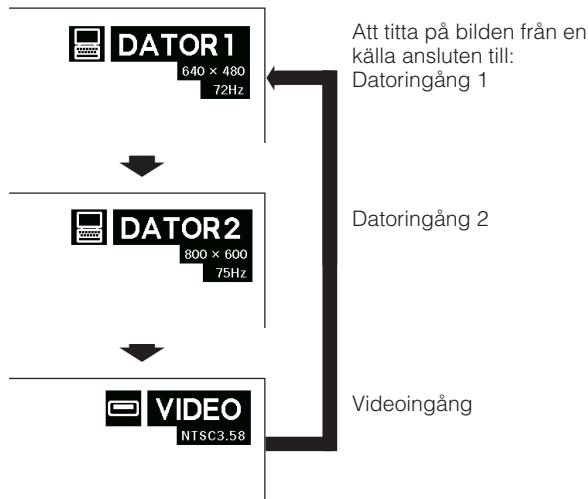 DATOR1
640 × 480
72Hz
Att titta på bilden från en
källa ansluten till:
Datoringång 1
DATOR2
800 × 600
75Hz
Datoringång 2
VIDEO
NTSC3.58
Videoingång